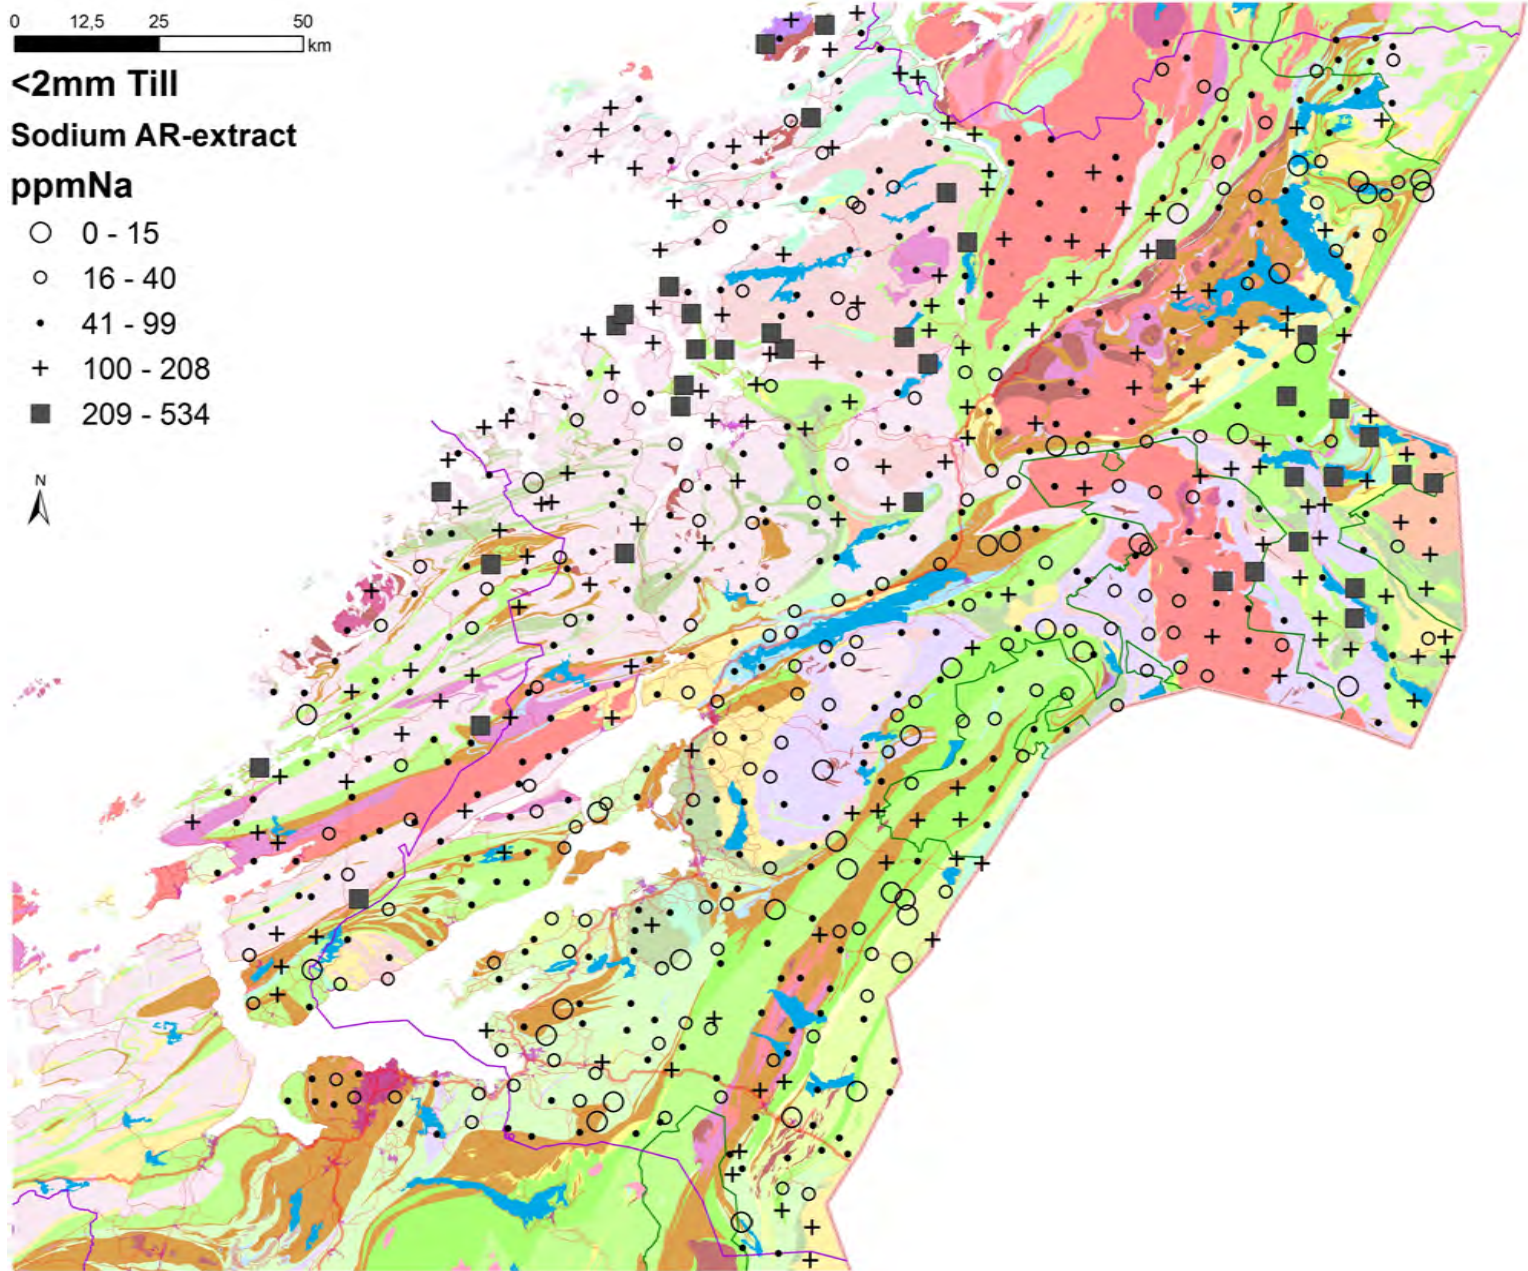 0 12,5 25 50
km
<2mm Till
Sodium AR-extract
ppmNa
0 - 15
16 - 40
41 - 99
100 - 208
209 - 534
N